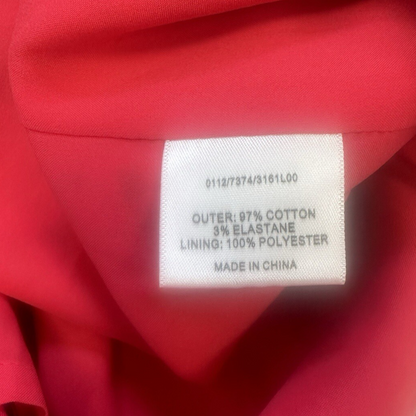 0112/7374/3161L00
OUTER: 97% COTTON
3% ELASTANE
LINING: 100% POLYESTER
MADE IN CHINA